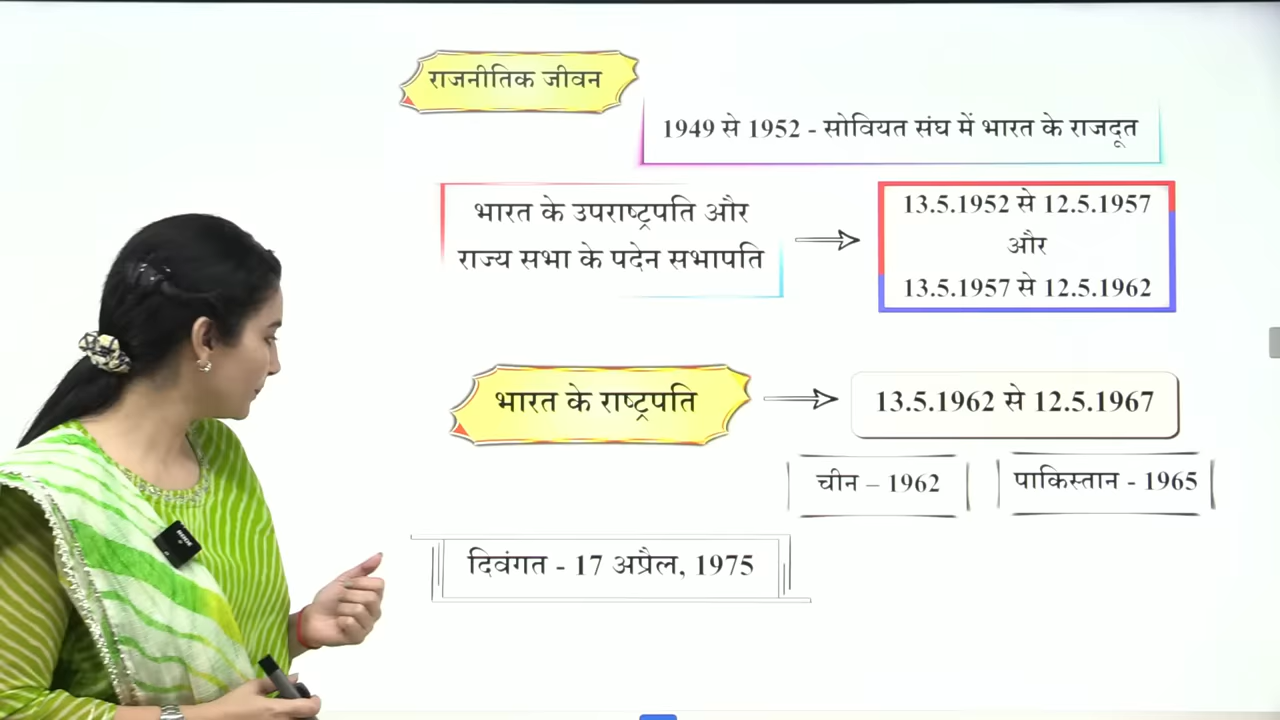 राजनीतिक जीवन
1949 से 1952 - सोवियत संघ में भारत के राजदूत
भारत के उपराष्ट्रपति और
राज्य सभा के पदेन सभापति
13.5.1952 से 12.5.1957
और
13.5.1957 से 12.5.1962
भारत के राष्ट्रपति
13.5.1962 से 12.5.1967
चीन – 1962
पाकिस्तान - 1965
दिवंगत - 17 अप्रैल, 1975